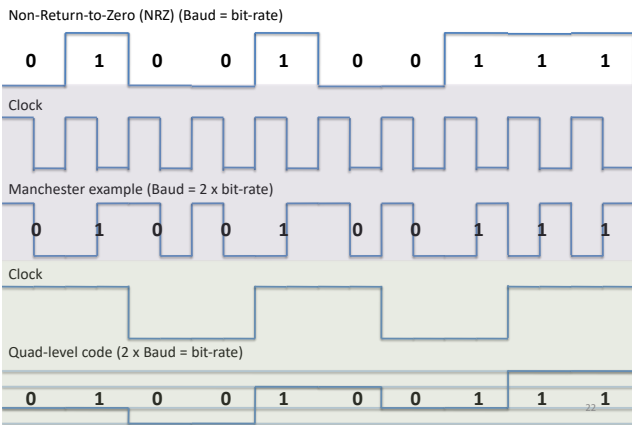 Non-Return-to-Zero (NRZ) (Baud = bit-rate)
0 1 0 0 1 0 0 1 1 1
Clock
Manchester example (Baud = 2 x bit-rate)
0 1 0 0 1 0 0 1 1 1
Clock
Quad-level code (2 x Baud = bit-rate)
0 1 0 0 1 0 0 1 1 1
22